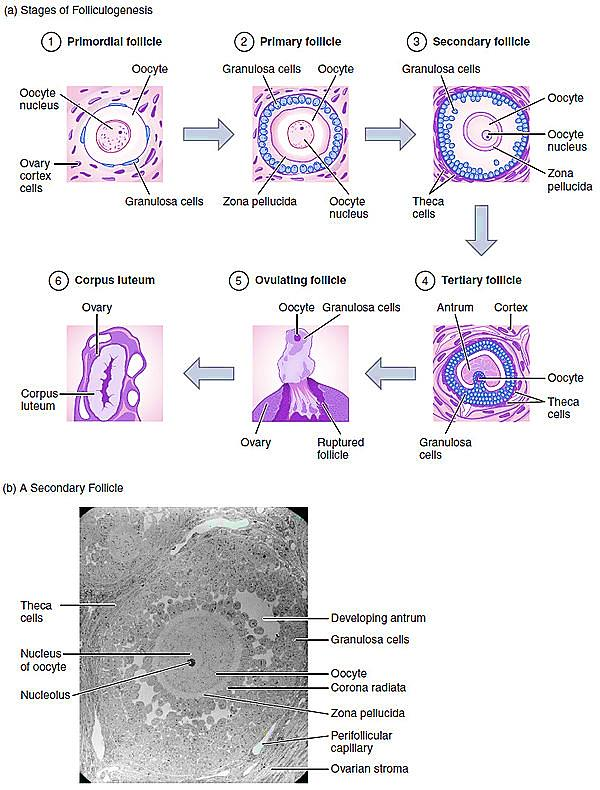 (a) Stages of Folliculogenesis
1 Primordial follicle
Oocyte
Oocyte
nucleus
Ovary
cortex
cells
Granulosa cells
2 Primary follicle
Granulosa cells
Oocyte
Zona pellucida
Oocyte
nucleus
3 Secondary follicle
Granulosa cells
Oocyte
Oocyte
nucleus
Zona
pellucida
Theca
cells
4 Tertiary follicle
Antrum
Cortex
Oocyte
Theca
cells
Granulosa
cells
5 Ovulating follicle
Oocyte
Granulosa cells
Ovary
Ruptured
follicle
6 Corpus luteum
Ovary
Corpus
luteum
(b) A Secondary Follicle
Theca
cells
Nucleus
of oocyte
Nucleolus
Developing antrum
Granulosa cells
Oocyte
Corona radiata
Zona pellucida
Perifollicular
capillary
Ovarian stroma